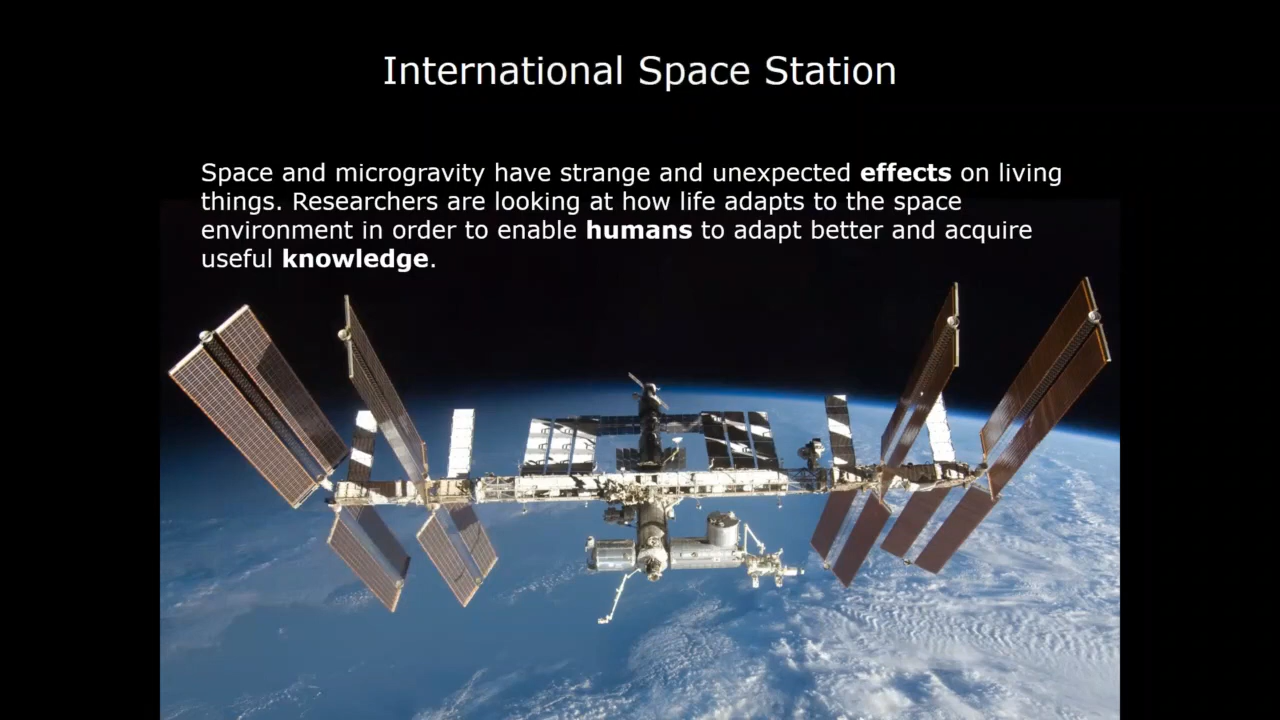 International Space Station
Space and microgravity have strange and unexpected effects on living
things. Researchers are looking at how life adapts to the space
environment in order to enable humans to adapt better and acquire
useful knowledge.